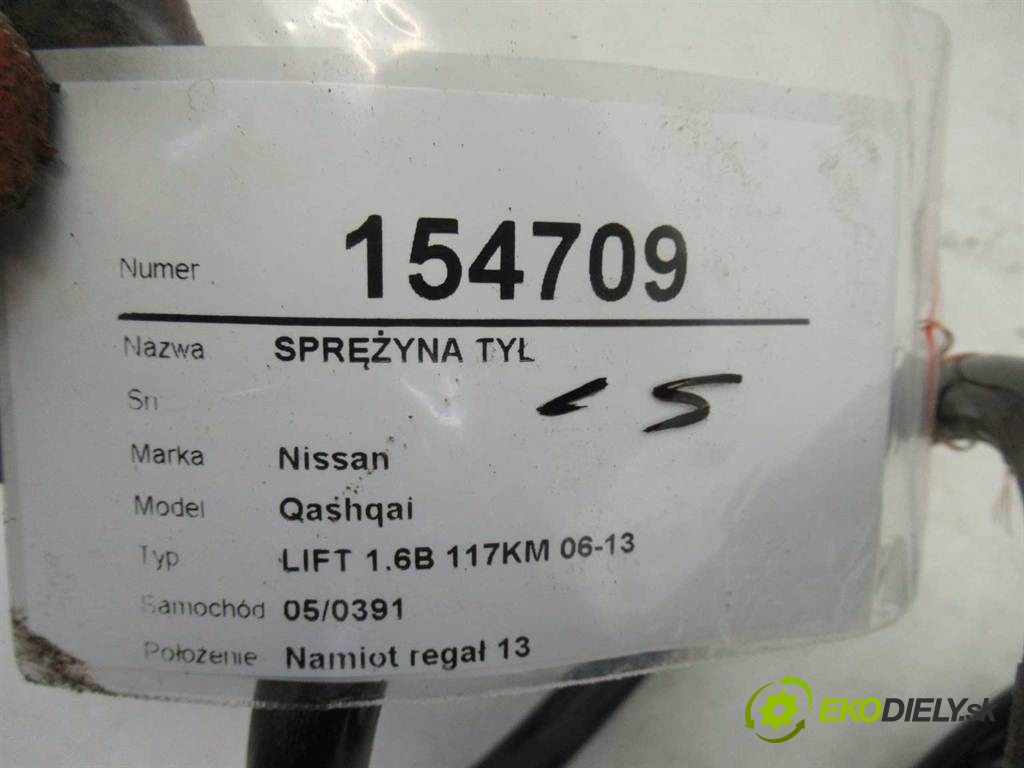 Numer 154709
Nazwa SPRĘŻYNA TYŁ
Sn
Marka Nissan
Model Qashqai
Typ LIFT 1.6B 117KM 06-13
Samochód 05/0391
Położenie Namiot regał 13
EKODIELY.sk